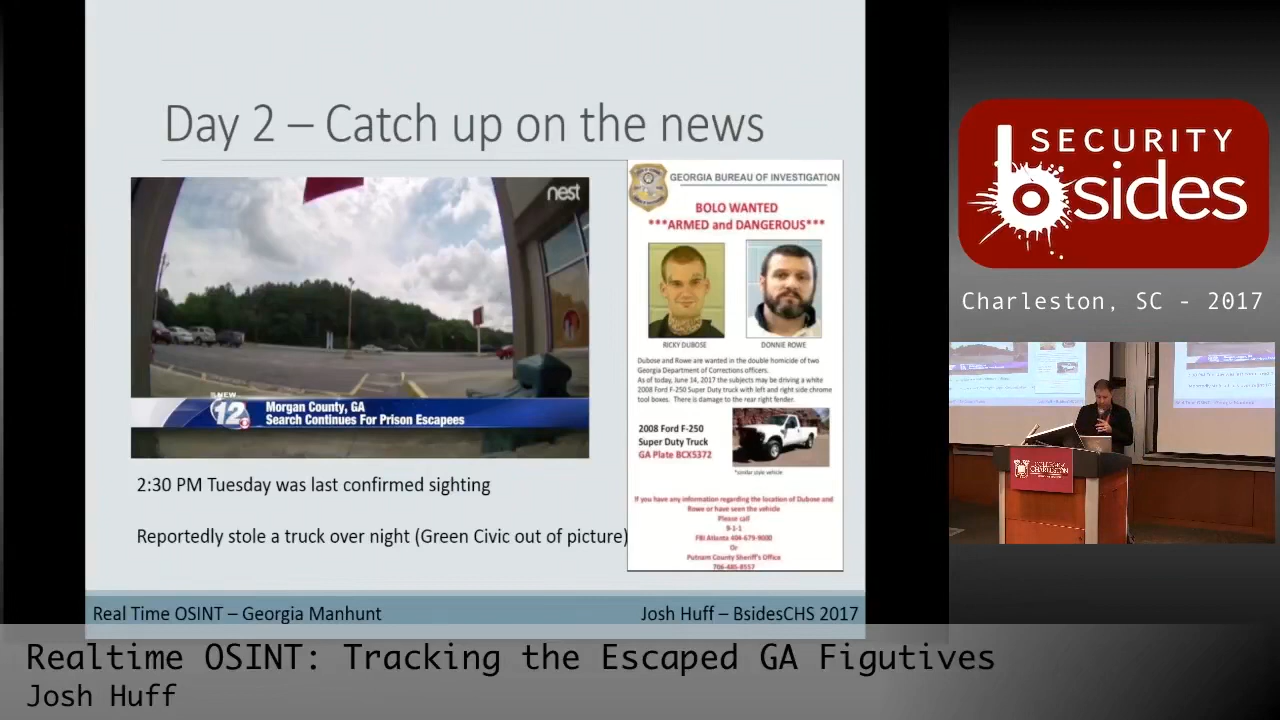 Day 2 – Catch up on the news
nest
NEWS
12
Morgan County, GA
Search Continues For Prison Escapees
GEORGIA BUREAU OF INVESTIGATION
BOLO WANTED
***ARMED and DANGEROUS***
RICKY DUBOSE
DONNIE ROWE
Dubose and Rowe are wanted in the double homicide of two
Georgia Department of Corrections officers.
As of today, June 14, 2017 the subjects may be driving a white
2008 Ford F-250 Super Duty truck with left and right side chrome
tool boxes. There is damage to the rear right fender.
2008 Ford F-250
Super Duty Truck
GA Plate BCX5372
*similar style vehicle
If you have any information regarding the location of Dubose and
Rowe or have seen the vehicle
Please call
9-1-1
FBI Atlanta 404-679-9000
Or
Putnam County Sheriff's Office
706-485-8557
2:30 PM Tuesday was last confirmed sighting
Reportedly stole a truck over night (Green Civic out of picture)
Real Time OSINT – Georgia Manhunt
Josh Huff – BsidesCHS 2017
SECURITY
bsides
Charleston, SC - 2017
CHARLESTON
Realtime OSINT: Tracking the Escaped GA Figutives
Josh Huff